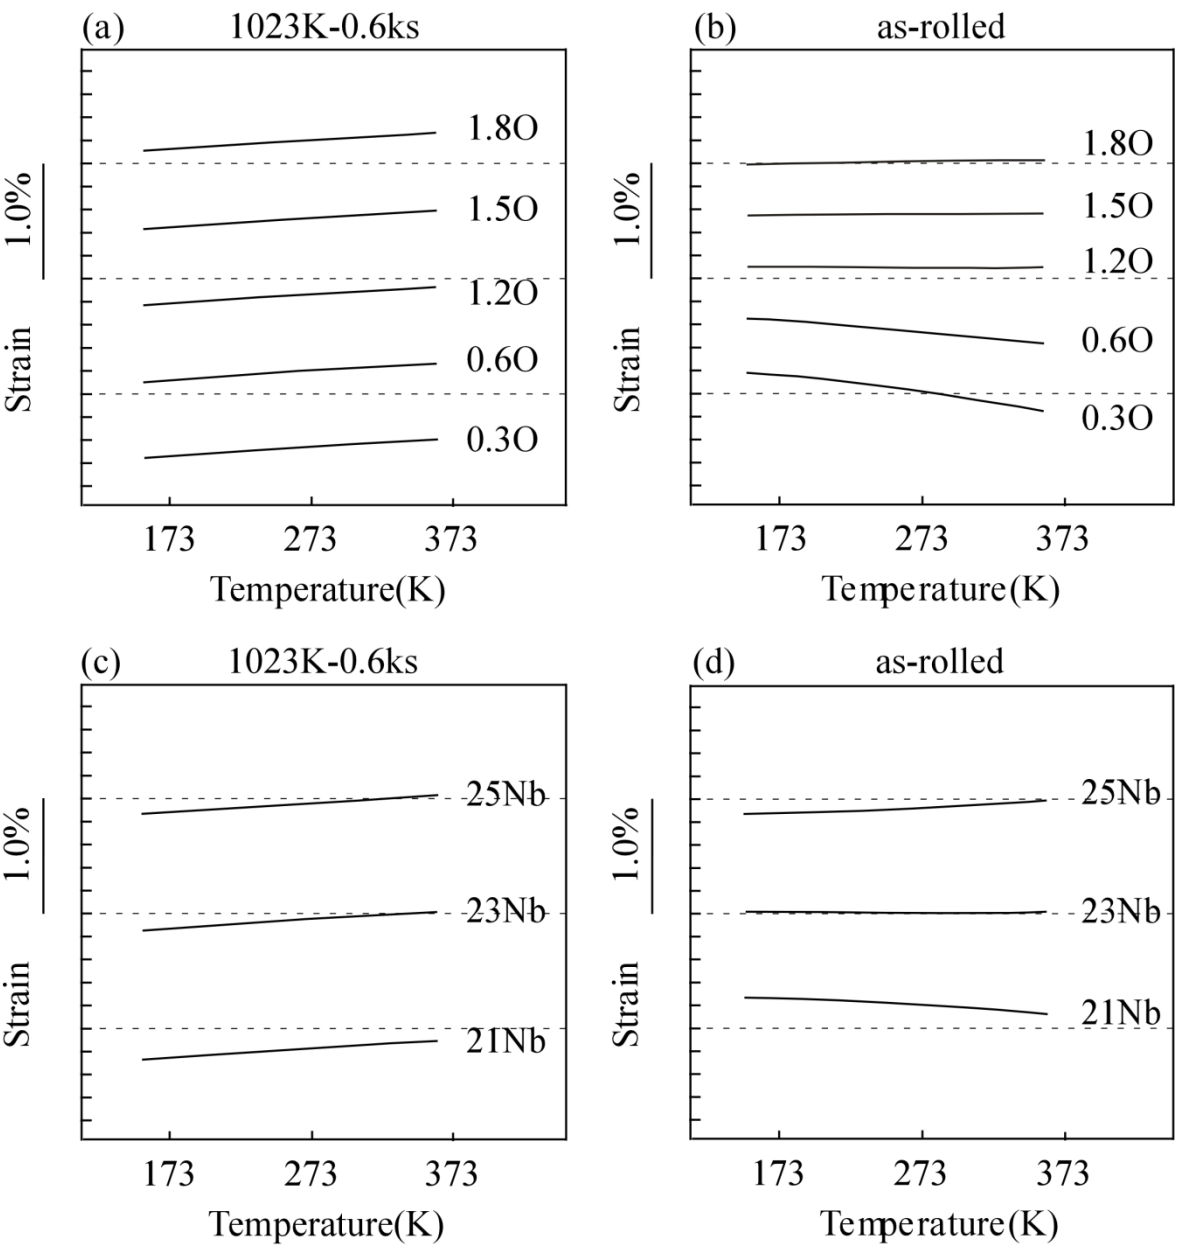 (a) 1023K-0.6ks
1.8O
1.5O
1.2O
0.6O
0.3O
1.0%
Strain
173 273 373
Temperature(K)
(b) as-rolled
1.8O
1.5O
1.2O
0.6O
0.3O
1.0%
Strain
173 273 373
Temperature(K)
(c) 1023K-0.6ks
25Nb
23Nb
21Nb
1.0%
Strain
173 273 373
Temperature(K)
(d) as-rolled
25Nb
23Nb
21Nb
1.0%
Strain
173 273 373
Temperature(K)